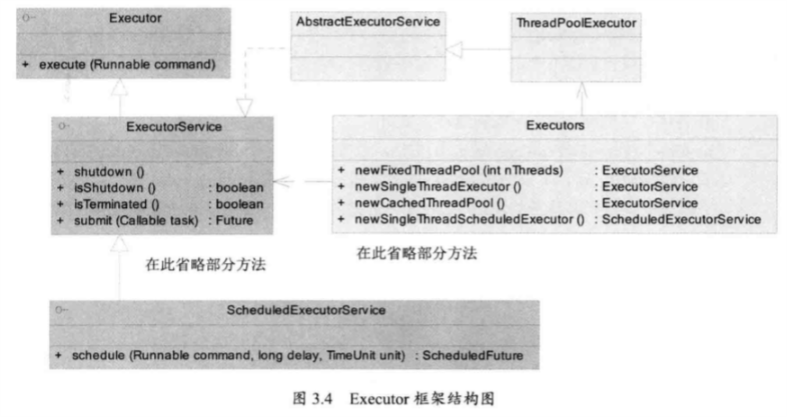 Executor
+ execute (Runnable command)
AbstractExecutorService
ThreadPoolExecutor
ExecutorService
+ shutdown ()
+ isShutdown () : boolean
+ isTerminated () : boolean
+ submit (Callable task) : Future
在此省略部分方法
Executors
+ newFixedThreadPool (int nThreads) : ExecutorService
+ newSingleThreadExecutor () : ExecutorService
+ newCachedThreadPool () : ExecutorService
+ newSingleThreadScheduledExecutor () : ScheduledExecutorService
在此省略部分方法
ScheduledExecutorService
+ schedule (Runnable command, long delay, TimeUnit unit) : ScheduledFuture
图 3.4 Executor 框架结构图